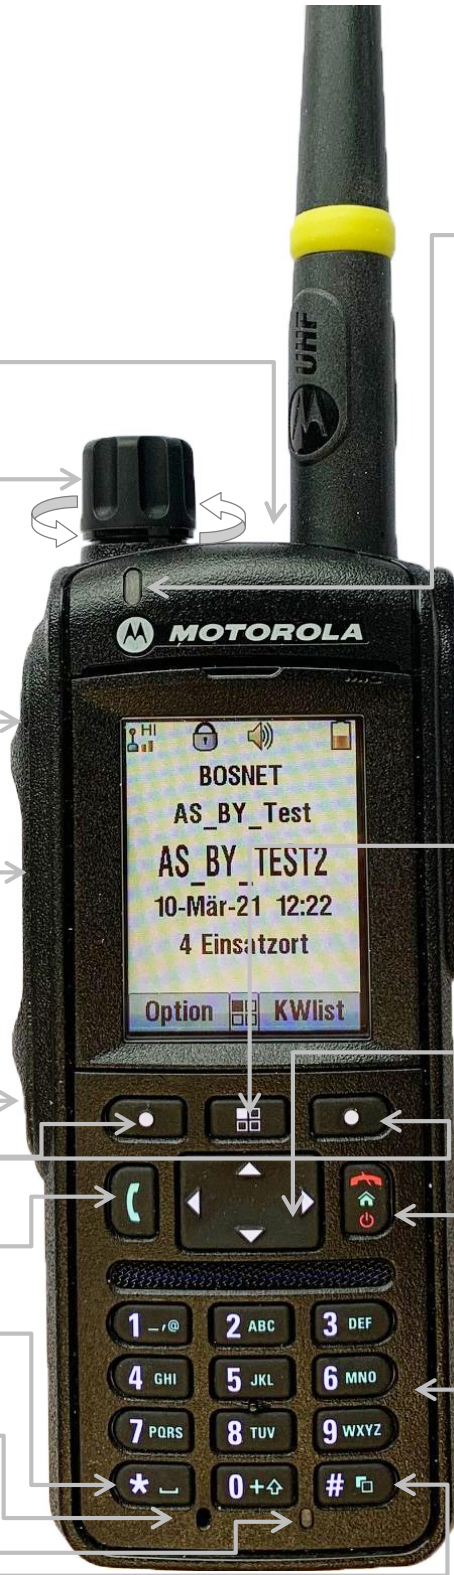 UHF
MOTOROLA
HI
BOSNET
AS_BY_Test
AS_BY_TEST2
10-Mär-21 12:22
4 Einsatzort
Option KWlist
1 _,@ 2 ABC 3 DEF
4 GHI 5 JKL 6 MNO
7 PQRS 8 TUV 9 WXYZ
* 0 + #